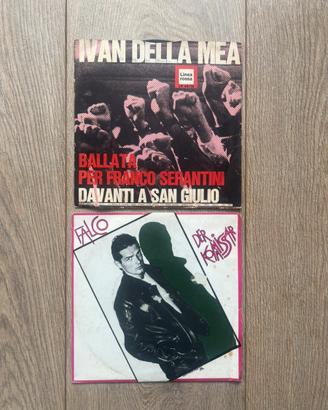 IVAN DELLA MEA
Linea
rossa
BALLATA
PER FRANCO SERANTINI
DAVANTI A SAN GIULIO
FALCO
DER
KOMMISSAR